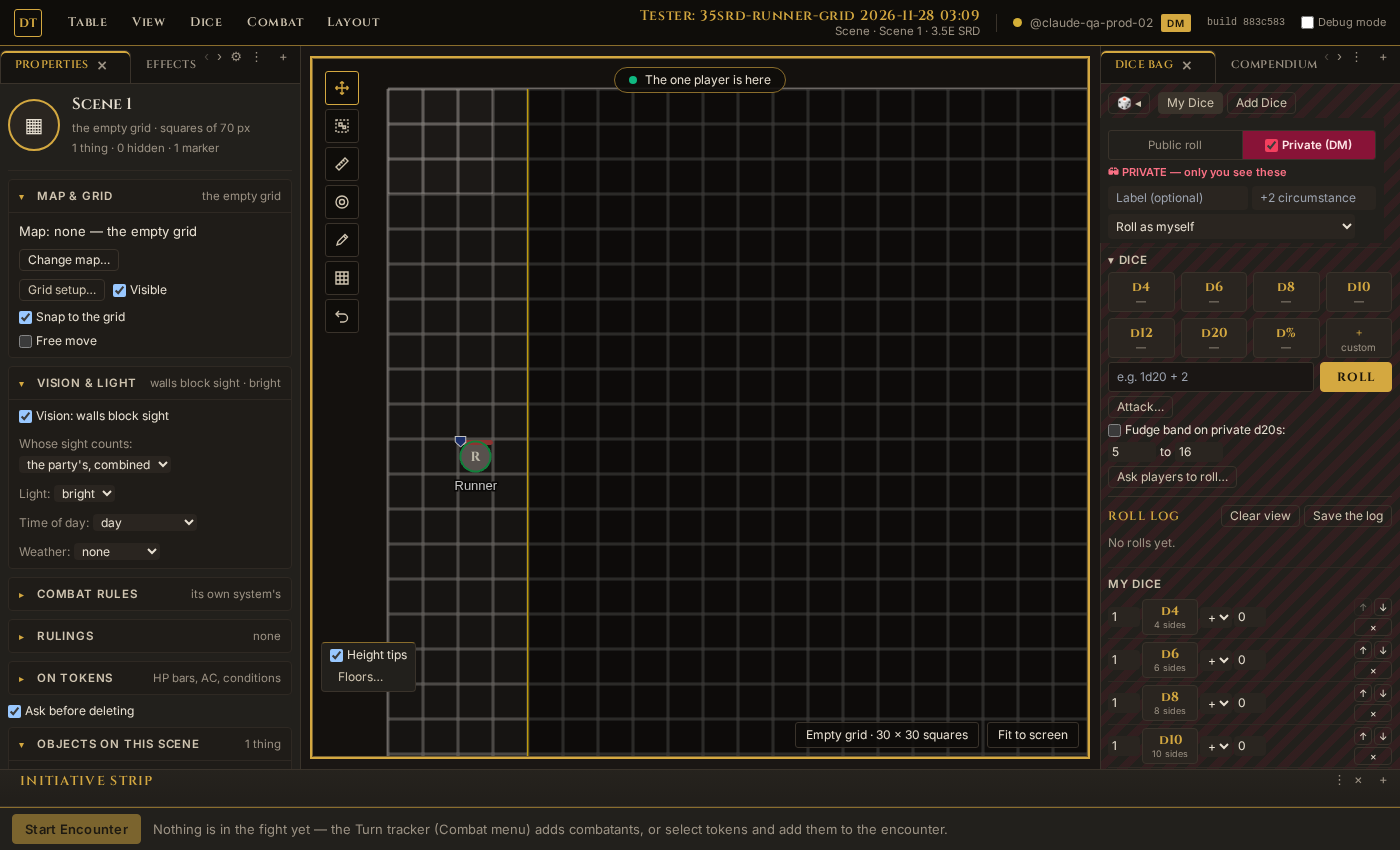 DT Table View Dice Combat Layout
Tester: 35srd-runner-grid 2026-11-28 03:09
Scene · Scene 1 · 3.5E SRD
@claude-qa-prod-02 DM build 883c583 Debug mode
PROPERTIES × EFFECTS
Scene 1
the empty grid · squares of 70 px
1 thing · 0 hidden · 1 marker
MAP & GRID the empty grid
Map: none — the empty grid
Change map...
Grid setup... Visible
Snap to the grid
Free move
VISION & LIGHT walls block sight · bright
Vision: walls block sight
Whose sight counts:
the party's, combined
Light: bright
Time of day: day
Weather: none
COMBAT RULES its own system's
RULINGS none
ON TOKENS HP bars, AC, conditions
Ask before deleting
OBJECTS ON THIS SCENE 1 thing
The one player is here
R
Runner
Height tips
Floors...
Empty grid · 30 × 30 squares Fit to screen
DICE BAG × COMPENDIUM
My Dice Add Dice
Public roll Private (DM)
PRIVATE — only you see these
Label (optional) +2 circumstance
Roll as myself
DICE
D4 D6 D8 D10
— — — —
D12 D20 D% +
— — — custom
e.g. 1d20 + 2 ROLL
Attack...
Fudge band on private d20s:
5 to 16
Ask players to roll...
ROLL LOG Clear view Save the log
No rolls yet.
MY DICE
1 D4 4 sides + 0
1 D6 6 sides + 0
1 D8 8 sides + 0
1 D10 10 sides + 0
INITIATIVE STRIP
Start Encounter Nothing is in the fight yet — the Turn tracker (Combat menu) adds combatants, or select tokens and add them to the encounter.